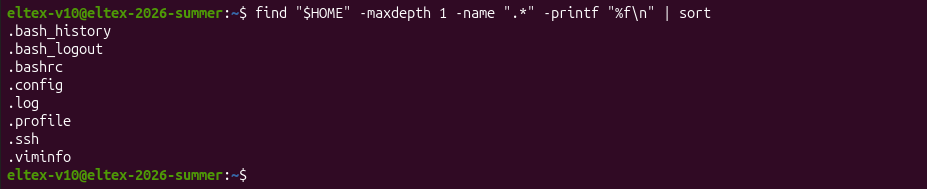 eltex-v10@eltex-2026-summer:~$ find "$HOME" -maxdepth 1 -name ".*" -printf "%f\n" | sort
.bash_history
.bash_logout
.bashrc
.config
.log
.profile
.ssh
.viminfo
eltex-v10@eltex-2026-summer:~$